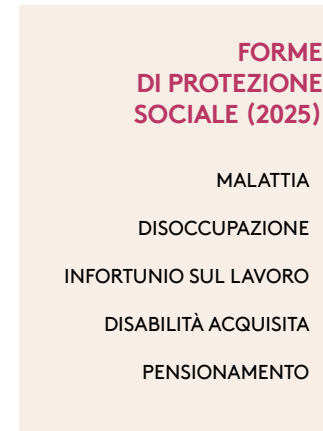 FORME
DI PROTEZIONE
SOCIALE (2025)
MALATTIA
DISOCCUPAZIONE
INFORTUNIO SUL LAVORO
DISABILITÀ ACQUISITA
PENSIONAMENTO